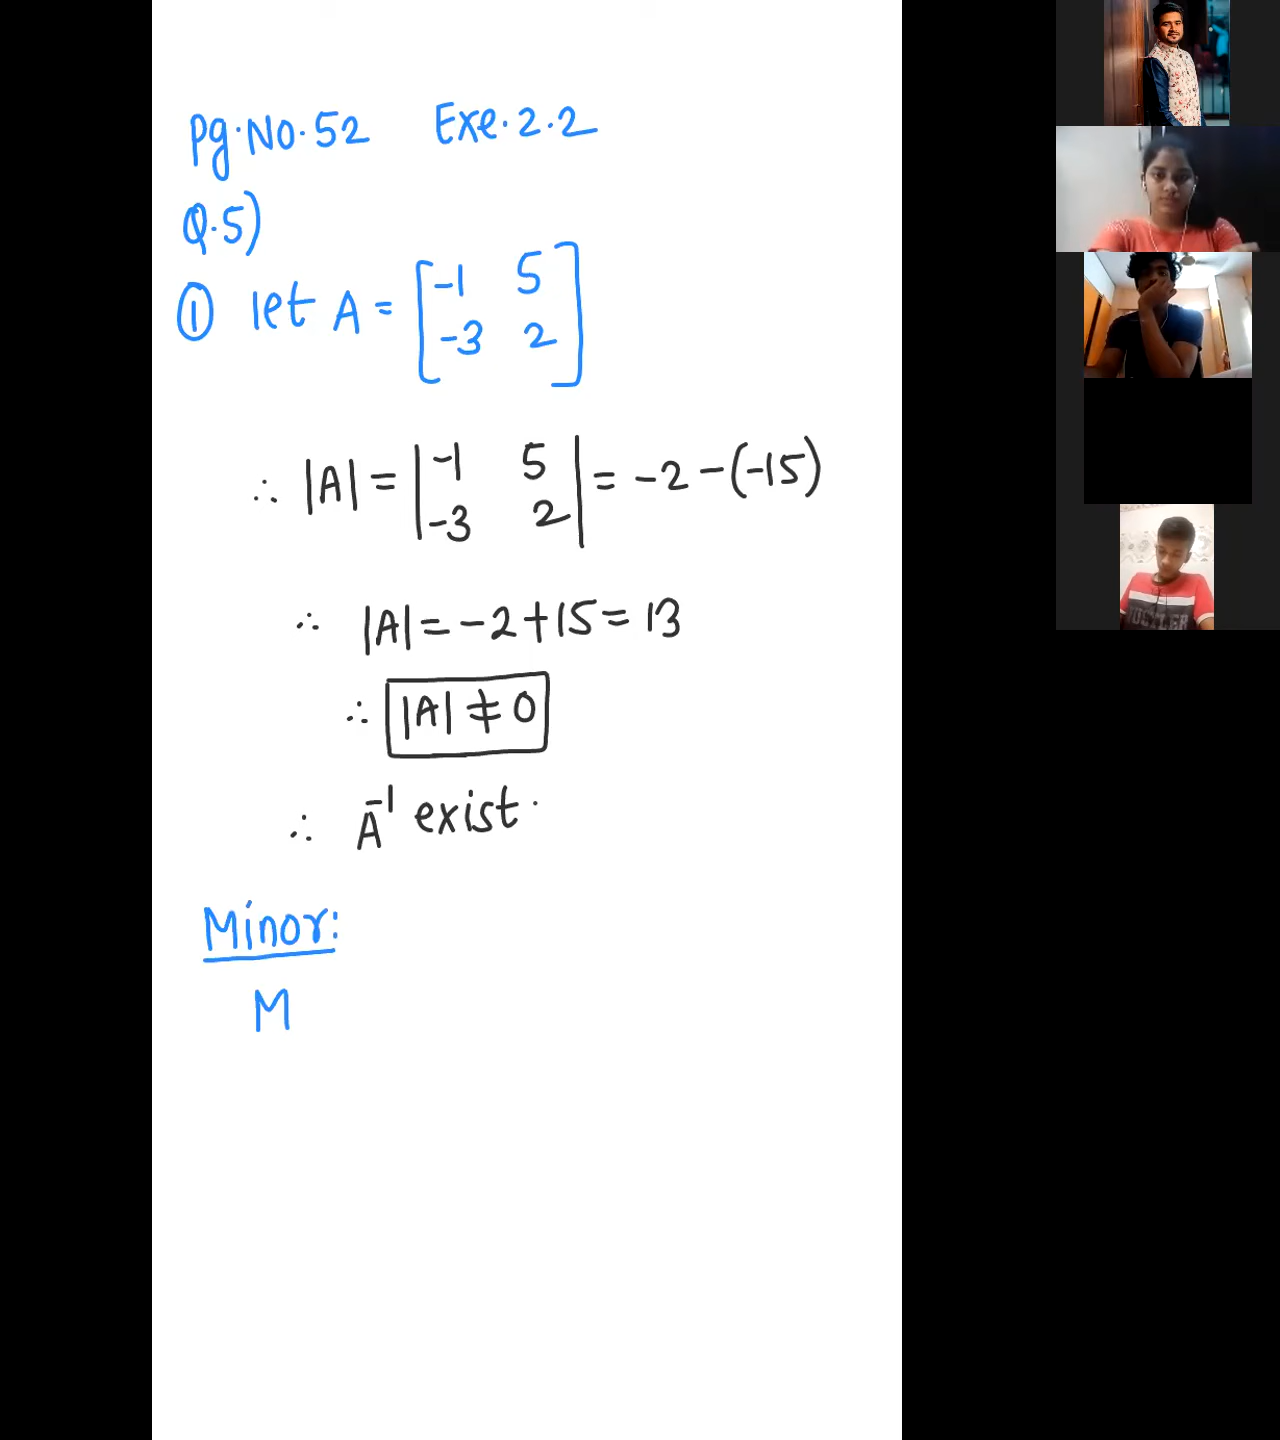 Pg.No.52 Exe.2.2
Q.5)
① let A = [-1 5
-3 2]
∴ |A| = |-1 5
-3 2| = -2 -(-15)
∴ |A| = -2+15 = 13
∴ |A| ≠ 0
∴ A⁻¹ exist.
Minor:
M